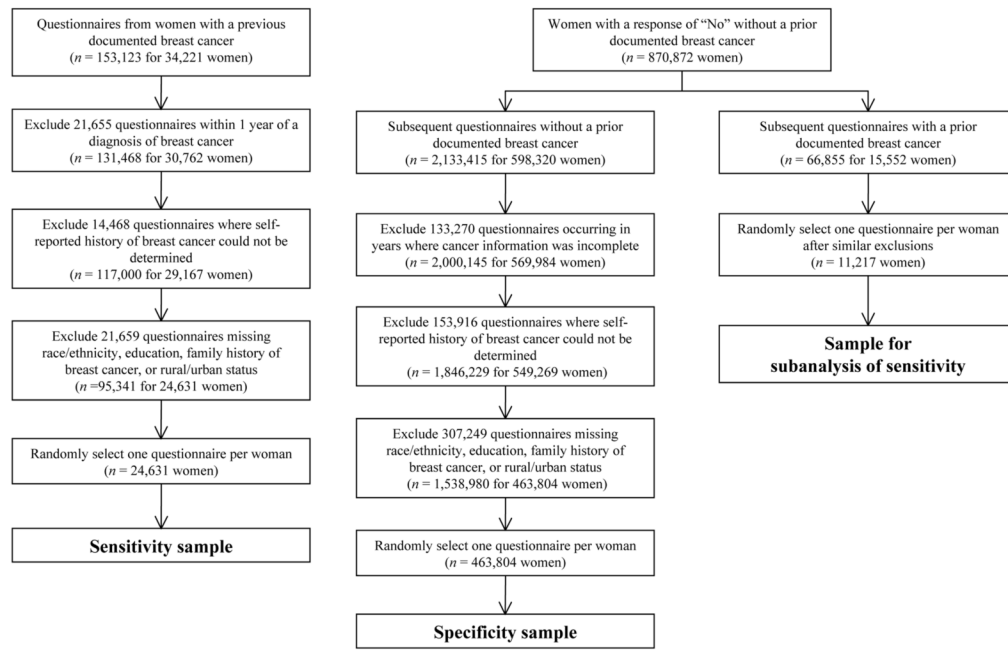 Questionnaires from women with a previous
documented breast cancer
(n = 153,123 for 34,221 women)
Exclude 21,655 questionnaires within 1 year of a
diagnosis of breast cancer
(n = 131,468 for 30,762 women)
Exclude 14,468 questionnaires where self-
reported history of breast cancer could not be
determined
(n = 117,000 for 29,167 women)
Exclude 21,659 questionnaires missing
race/ethnicity, education, family history of
breast cancer, or rural/urban status
(n =95,341 for 24,631 women)
Randomly select one questionnaire per woman
(n = 24,631 women)
Sensitivity sample
Women with a response of “No” without a prior
documented breast cancer
(n = 870,872 women)
Subsequent questionnaires without a prior
documented breast cancer
(n = 2,133,415 for 598,320 women)
Exclude 133,270 questionnaires occurring in
years where cancer information was incomplete
(n = 2,000,145 for 569,984 women)
Exclude 153,916 questionnaires where self-
reported history of breast cancer could not be
determined
(n = 1,846,229 for 549,269 women)
Exclude 307,249 questionnaires missing
race/ethnicity, education, family history of
breast cancer, or rural/urban status
(n = 1,538,980 for 463,804 women)
Randomly select one questionnaire per woman
(n = 463,804 women)
Specificity sample
Subsequent questionnaires with a prior
documented breast cancer
(n = 66,855 for 15,552 women)
Randomly select one questionnaire per woman
after similar exclusions
(n = 11,217 women)
Sample for
subanalysis of sensitivity